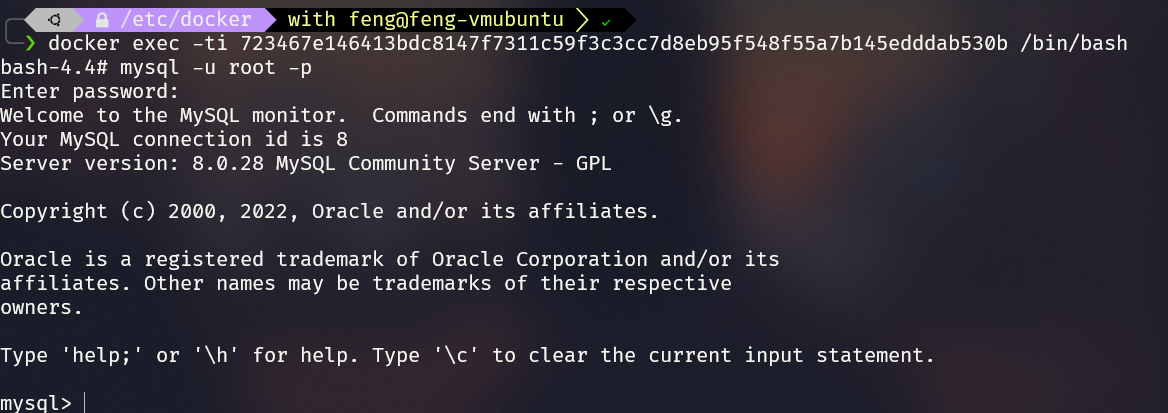 /etc/docker with feng@feng-vmubuntu ✓
❯ docker exec -ti 723467e146413bdc8147f7311c59f3c3cc7d8eb95f548f55a7b145edddab530b /bin/bash
bash-4.4# mysql -u root -p
Enter password:
Welcome to the MySQL monitor.  Commands end with ; or \g.
Your MySQL connection id is 8
Server version: 8.0.28 MySQL Community Server - GPL
Copyright (c) 2000, 2022, Oracle and/or its affiliates.
Oracle is a registered trademark of Oracle Corporation and/or its
affiliates. Other names may be trademarks of their respective
owners.
Type 'help;' or '\h' for help. Type '\c' to clear the current input statement.
mysql>